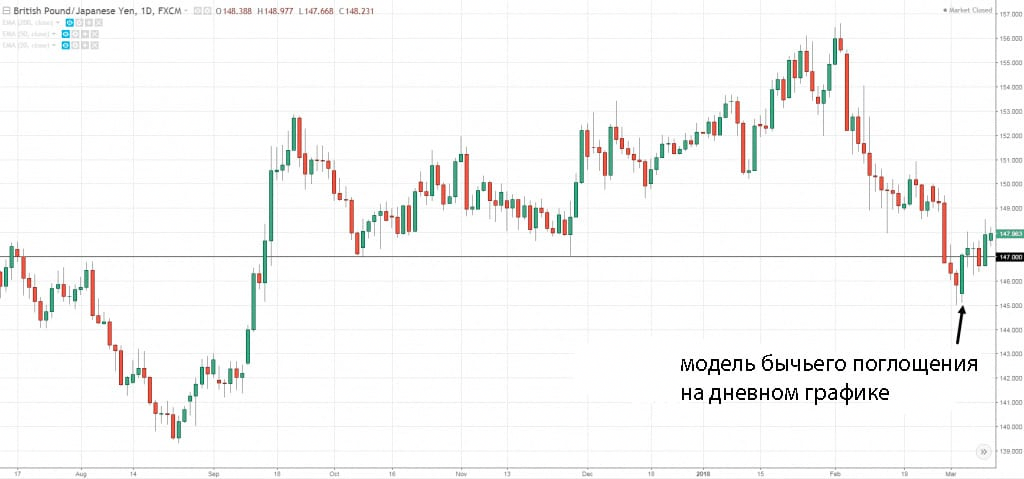 British Pound/Japanese Yen, 1D, FXCM O148.388 H148.977 L147.668 C148.231
Market Closed
EMA (200, close)
EMA (50, close)
EMA (20, close)
157.000
156.000
155.000
154.000
153.000
152.000
151.000
150.000
149.000
147.963
147.000
146.000
145.000
144.000
143.000
142.000
141.000
140.000
139.000
модель бычьего поглощения
на дневном графике
17 Aug 14 Sep 18 Oct 17 Nov 13 Dec 18 2018 15 Feb 19 Mar